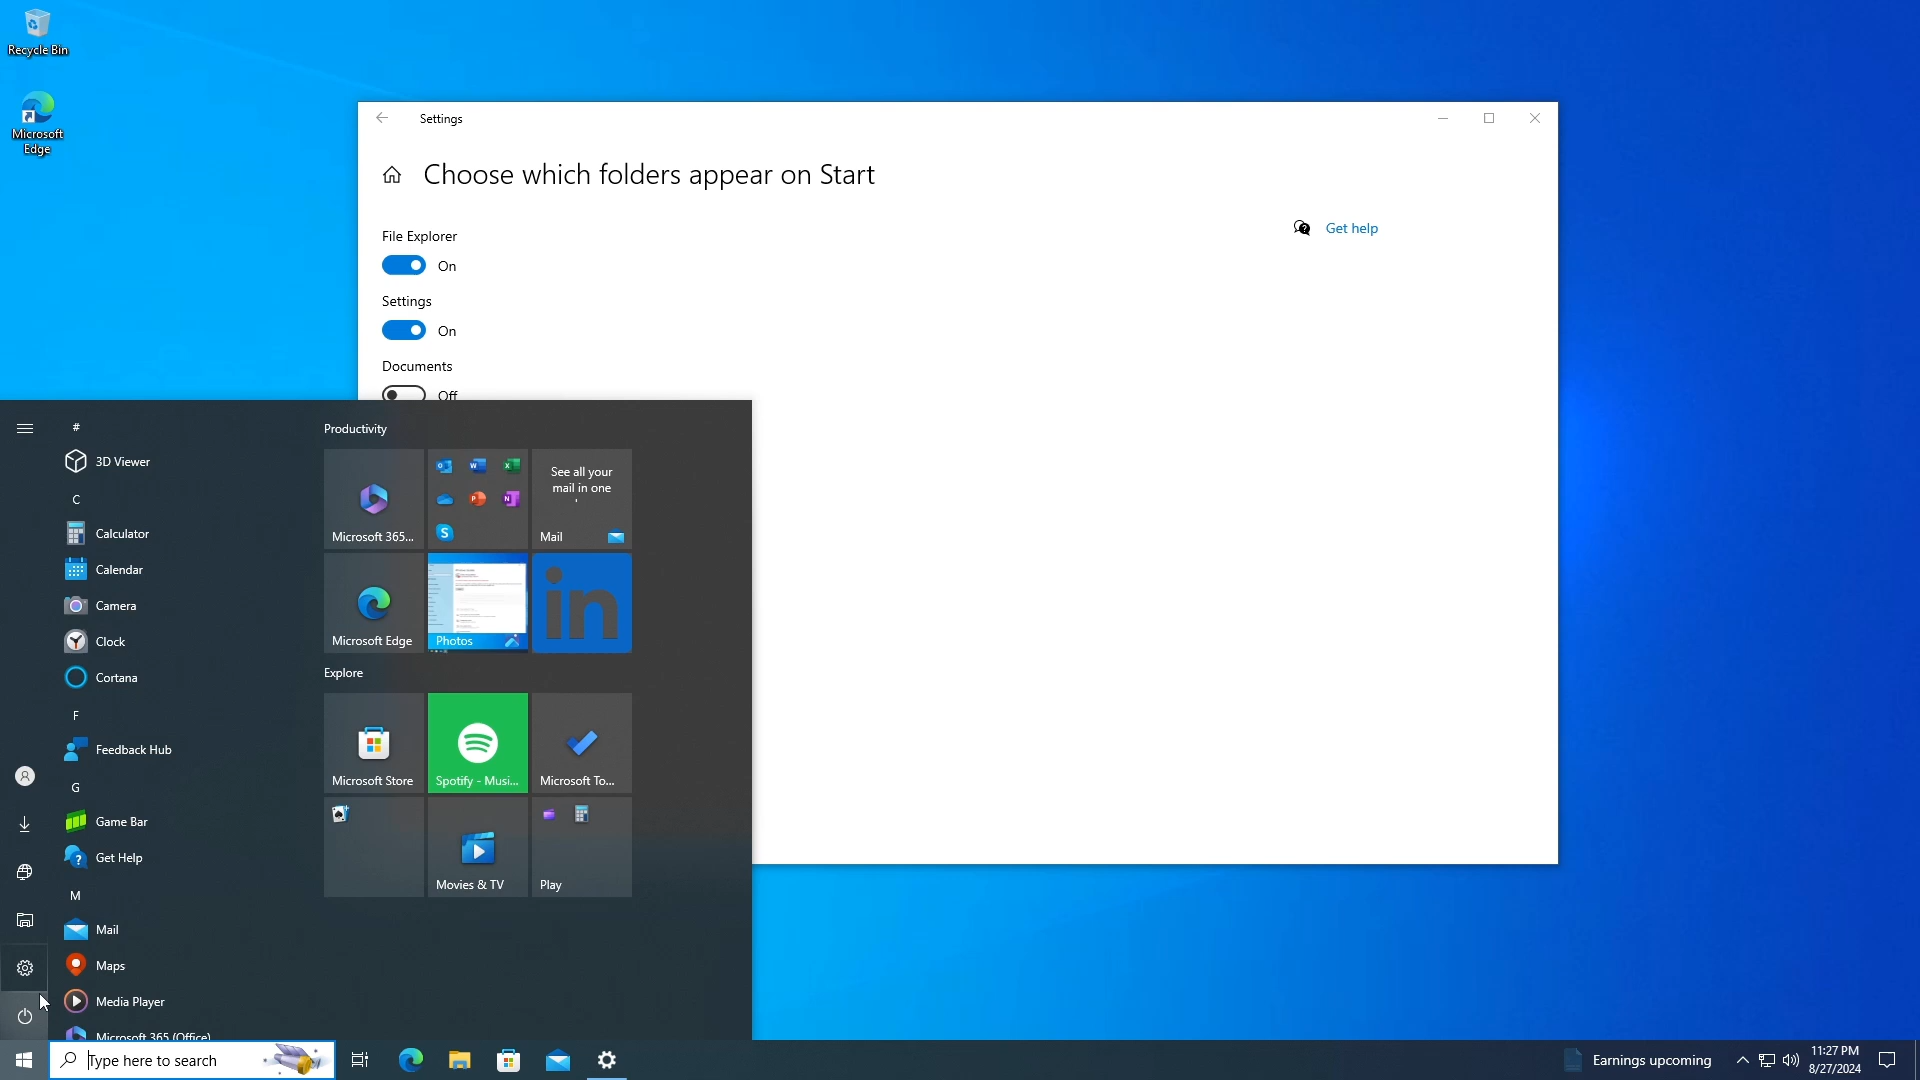 Recycle Bin
Microsoft
Edge
Settings
Choose which folders appear on Start
File Explorer
On
Get help
Settings
On
Documents
Off
#
3D Viewer
C
Calculator
Calendar
Camera
Clock
Cortana
F
Feedback Hub
G
Game Bar
Get Help
M
Mail
Maps
Media Player
Microsoft 365 (Office)
Productivity
Microsoft 365...
See all your
mail in one
Mail
Microsoft Edge
Photos
in
Explore
Microsoft Store
Spotify - Musi...
Microsoft To...
Movies & TV
Play
Type here to search
Earnings upcoming
11:27 PM
8/27/2024